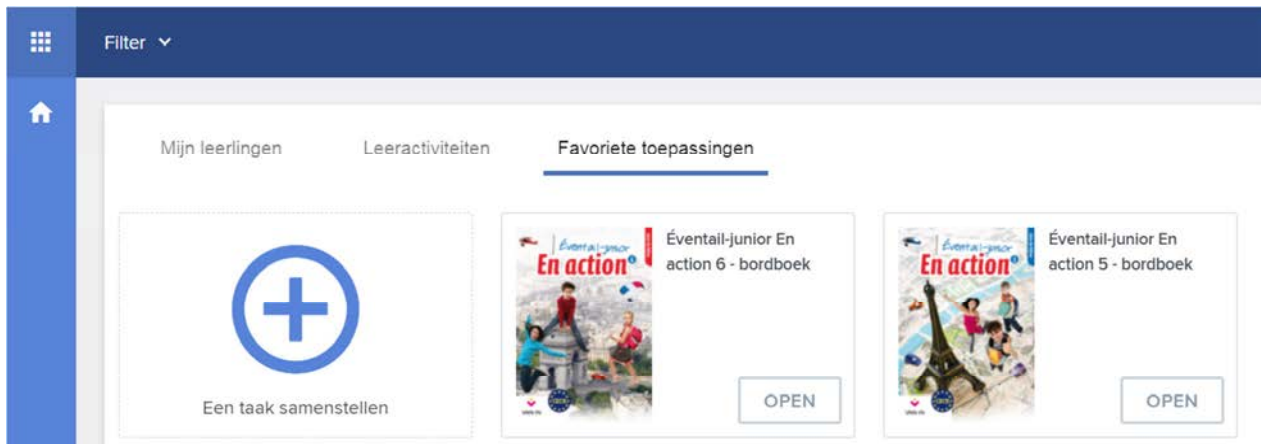 Filter
Mijn leerlingen
Leeractiviteiten
Favoriete toepassingen
Een taak samenstellen
Éventail-junior
En action
Éventail-junior En
action 6 - bordboek
OPEN
Éventail-junior
En action
Éventail-junior En
action 5 - bordboek
OPEN